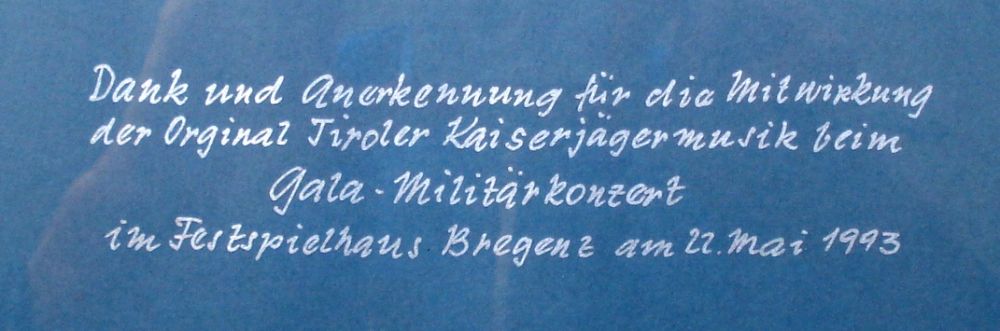 Dank und Anerkennung für die Mitwirkung
der Orginal Tiroler Kaiserjägermusik beim
Gala-Militärkonzert
im Festspielhaus Bregenz am 22. Mai 1993